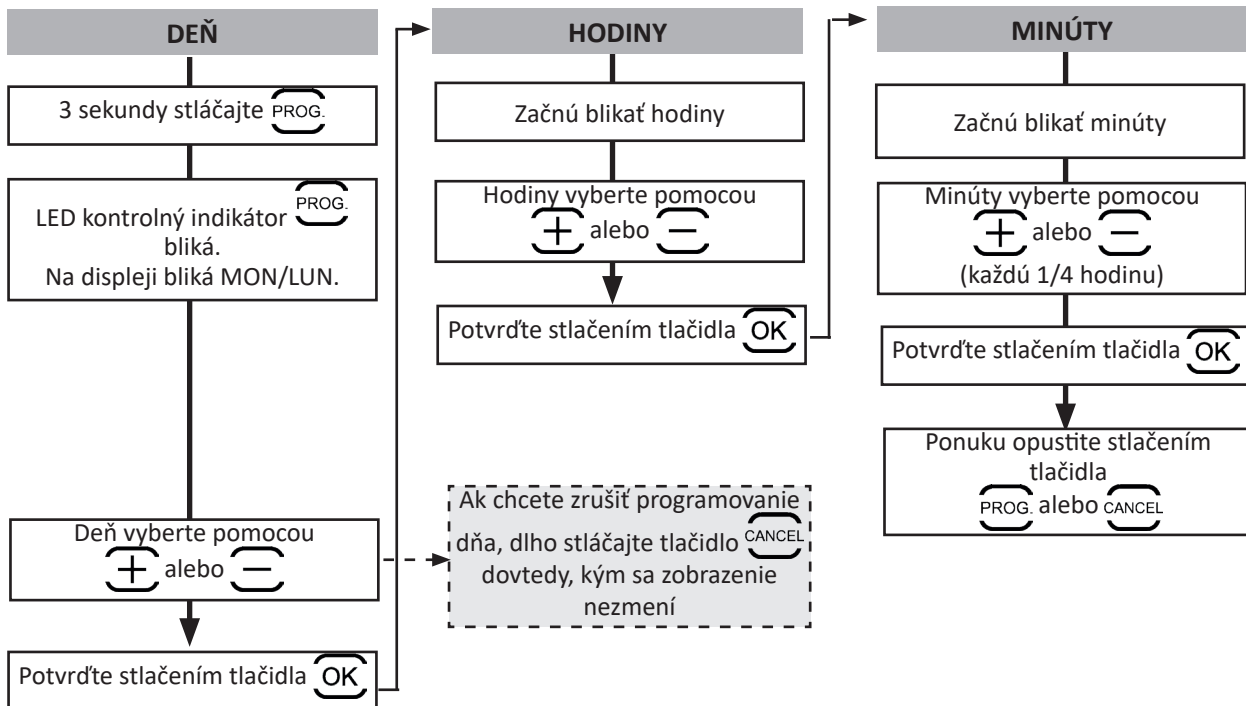 DEŇ
3 sekundy stláčajte PROG.
PROG.
LED kontrolný indikátor
bliká.
Na displeji bliká MON/LUN.
Deň vyberte pomocou
+ alebo −
Potvrďte stlačením tlačidla OK
HODINY
Začnú blikať hodiny
Hodiny vyberte pomocou
+ alebo −
Potvrďte stlačením tlačidla OK
Ak chcete zrušiť programovanie
dňa, dlho stláčajte tlačidlo CANCEL
dovtedy, kým sa zobrazenie
nezmení
MINÚTY
Začnú blikať minúty
Minúty vyberte pomocou
+ alebo −
(každú 1/4 hodinu)
Potvrďte stlačením tlačidla OK
Ponuku opustite stlačením
tlačidla
PROG. alebo CANCEL